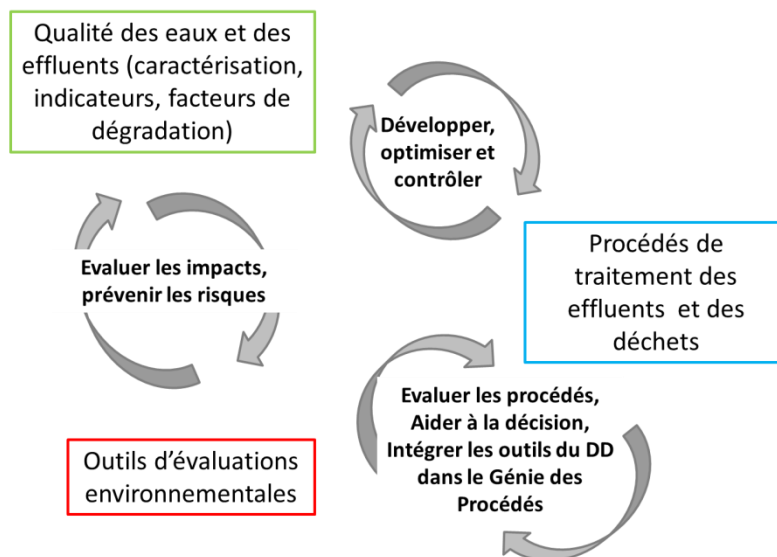 Qualité des eaux et des
effluents (caractérisation,
indicateurs, facteurs de
dégradation)
Développer,
optimiser et
contrôler
Evaluer les impacts,
prévenir les risques
Procédés de
traitement des
effluents et des
déchets
Evaluer les procédés,
Aider à la décision,
Intégrer les outils du DD
dans le Génie des
Procédés
Outils d’évaluations
environnementales